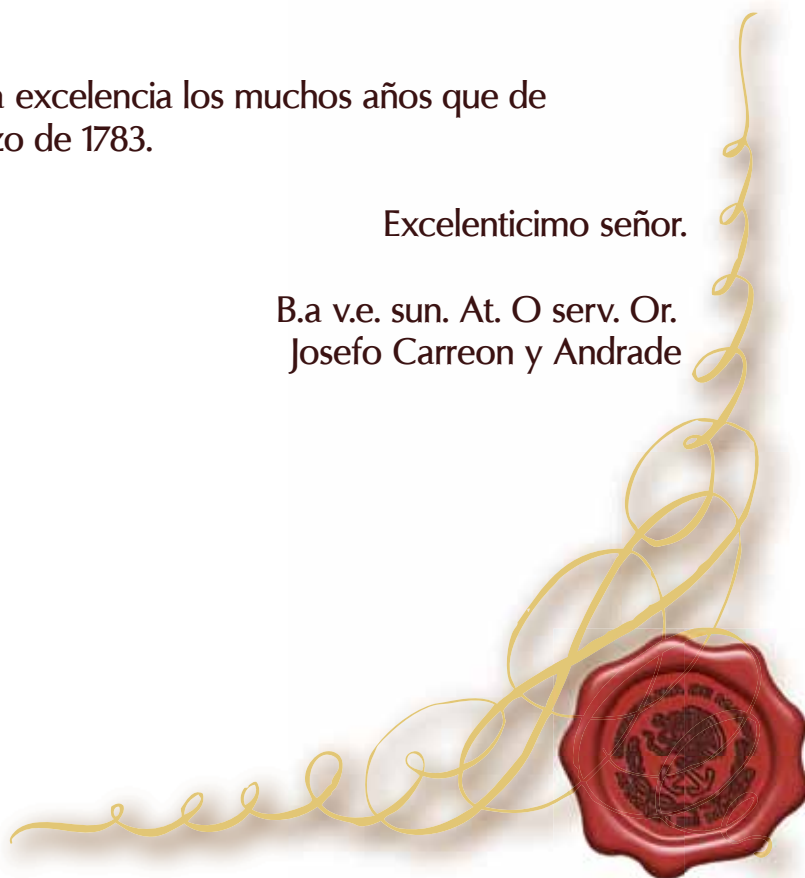 a excelencia los muchos años que de
zo de 1783.
Excelenticimo señor.
B.a v.e. sun. At. O serv. Or.
Josefo Carreon y Andrade